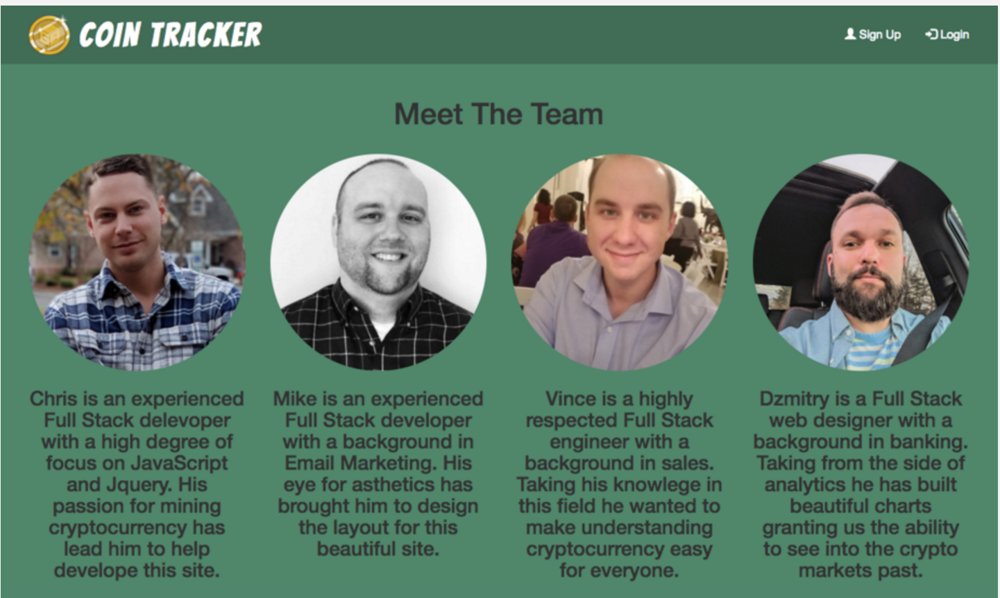 COIN TRACKER
Sign Up
Login
Meet The Team
Chris is an experienced
Full Stack delevoper
with a high degree of
focus on JavaScript
and Jquery. His
passion for mining
cryptocurrency has
lead him to help
develope this site.
Mike is an experienced
Full Stack developer
with a background in
Email Marketing. His
eye for asthetics has
brought him to design
the layout for this
beautiful site.
Vince is a highly
respected Full Stack
engineer with a
background in sales.
Taking his knowlege in
this field he wanted to
make understanding
cryptocurrency easy
for everyone.
Dzmitry is a Full Stack
web designer with a
background in banking.
Taking from the side of
analytics he has built
beautiful charts
granting us the ability
to see into the crypto
markets past.